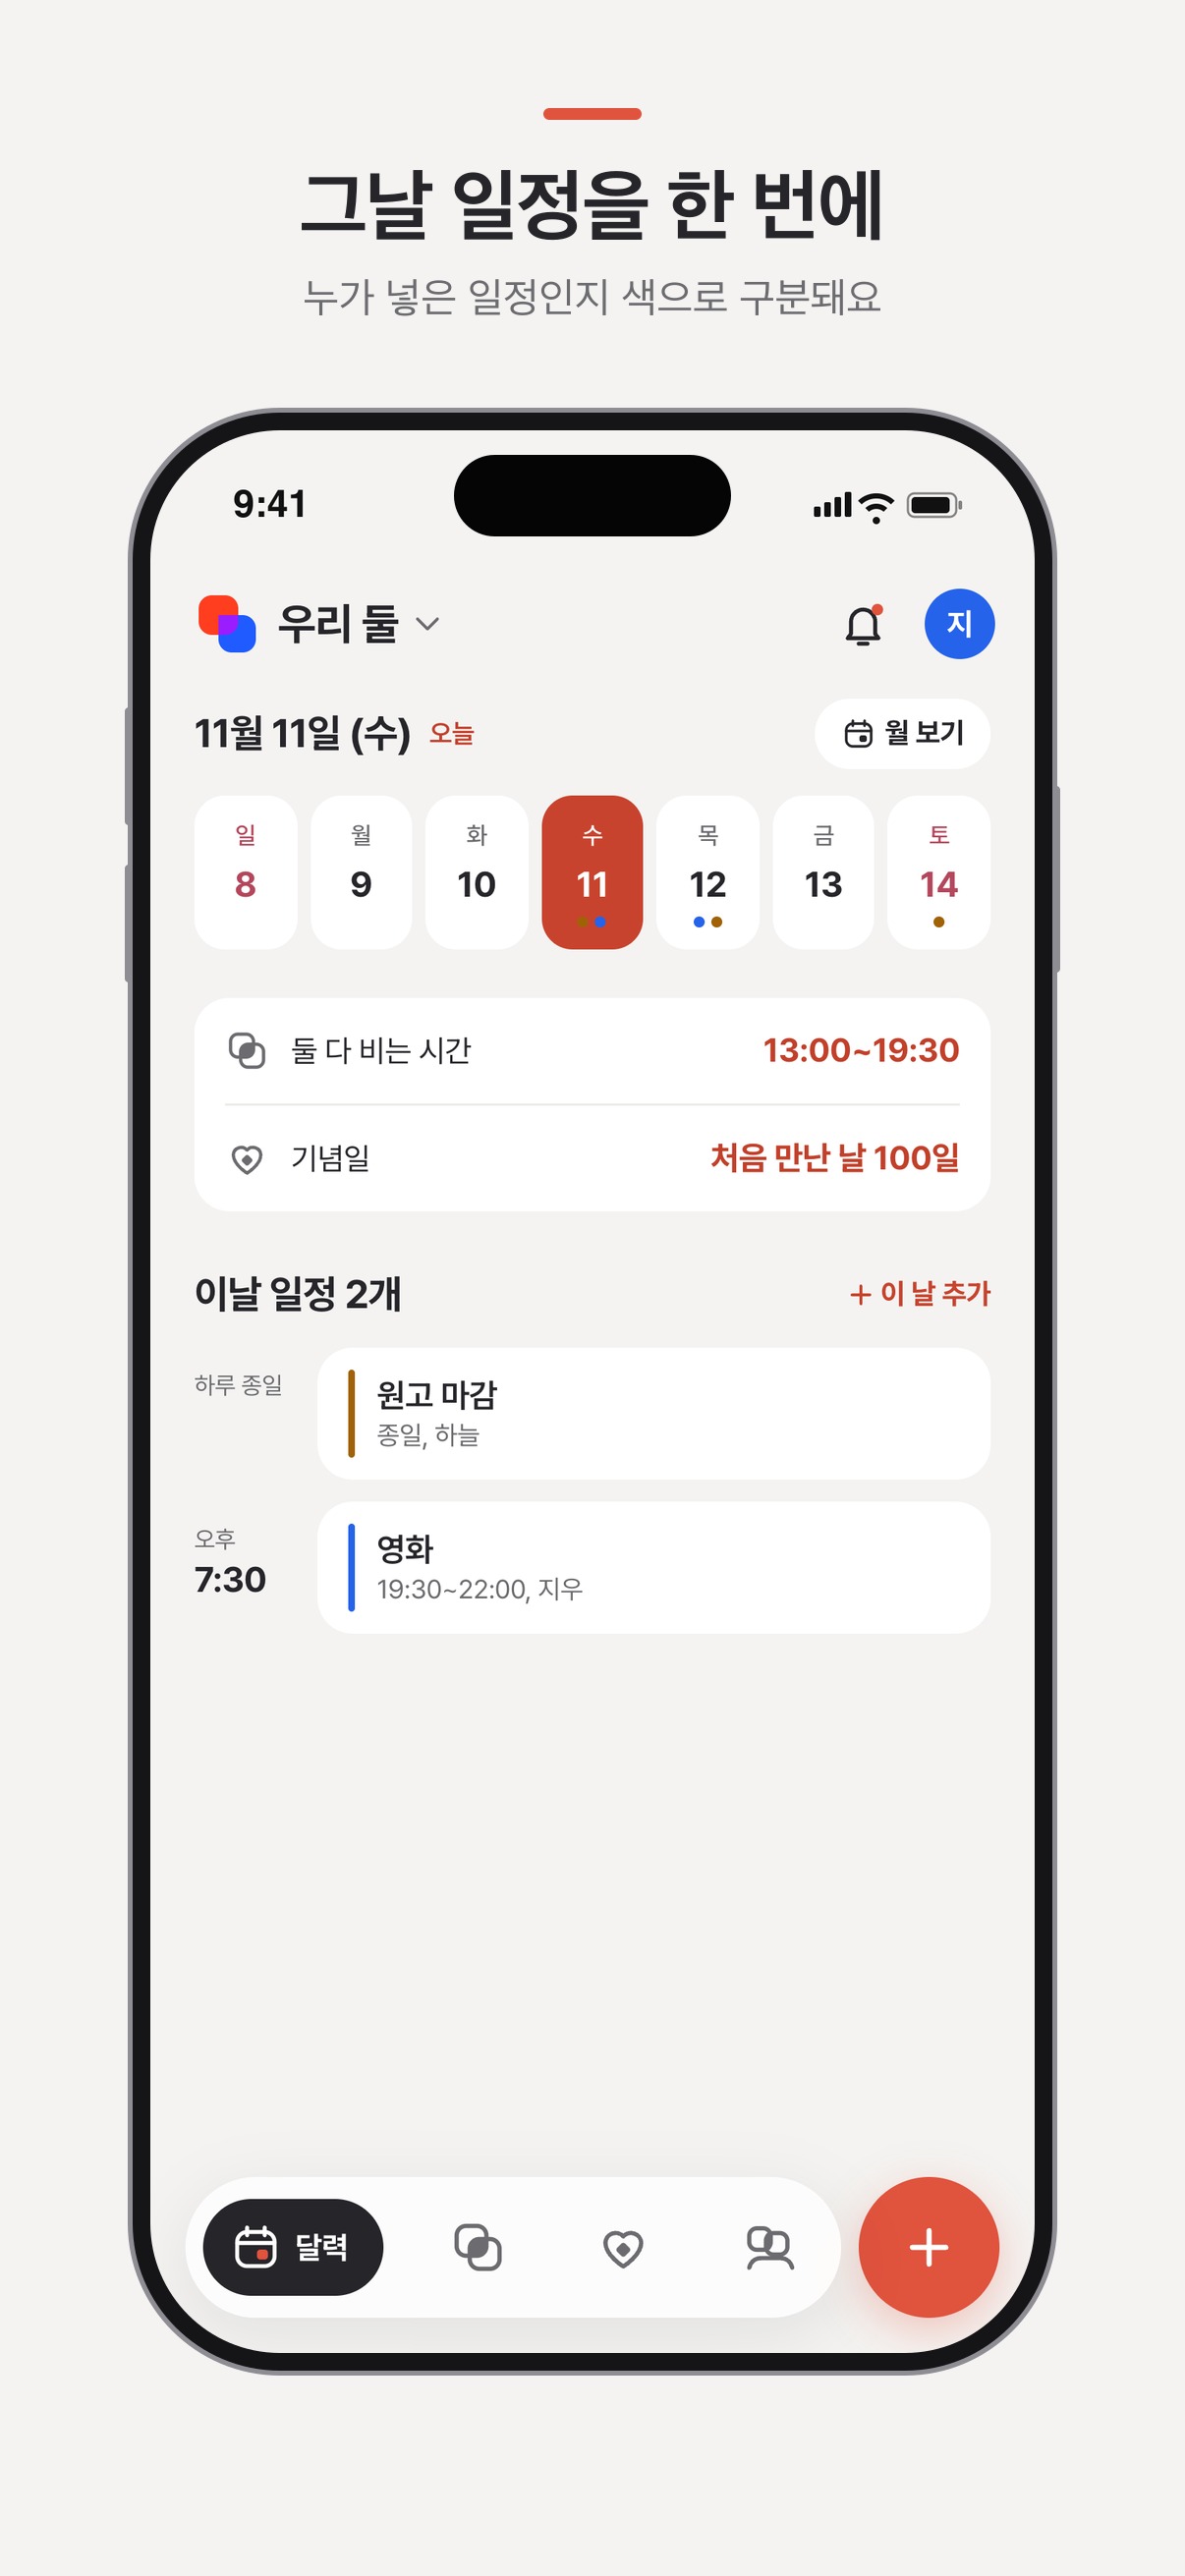 그날 일정을 한 번에
누가 넣은 일정인지 색으로 구분돼요
9:41
우리 둘
지
11월 11일 (수) 오늘
월 보기
일 월 화 수 목 금 토
8 9 10 11 12 13 14
둘 다 비는 시간 13:00~19:30
기념일 처음 만난 날 100일
이날 일정 2개
+ 이 날 추가
하루 종일
원고 마감
종일, 하늘
오후
7:30
영화
19:30~22:00, 지우
달력